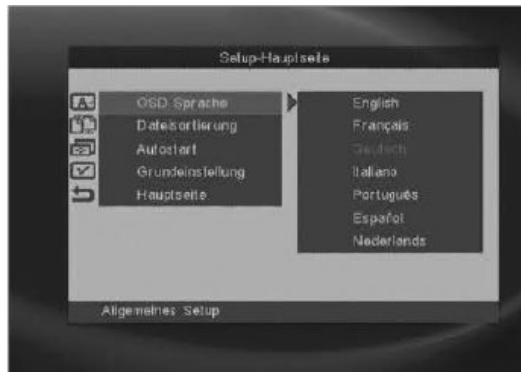 Setup-Hauptseite
OSD Sprache
Dateisortierung
Autostart
Grundeinstellung
Hauptseite
English
Français
Deutsch
Italiano
Português
Español
Nederlands
Allgemeines Setup